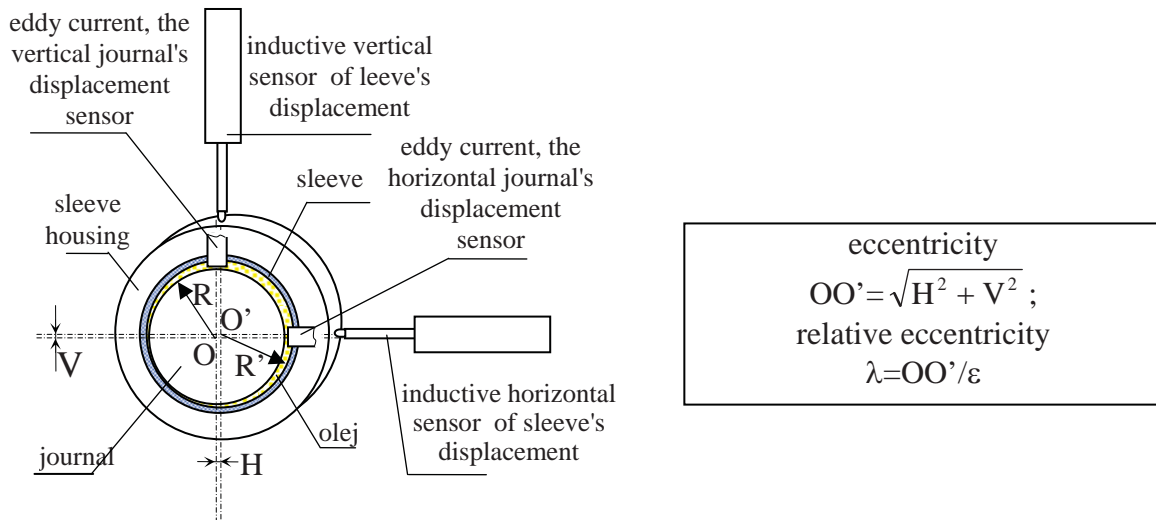 eddy current, the
vertical journal's
displacement
sensor
inductive vertical
sensor of leeve's
displacement
eddy current, the
horizontal journal's
displacement
sensor
sleeve
sleeve
housing
R
O'
O
R'
V
H
journal
olej
inductive horizontal
sensor of sleeve's
displacement
eccentricity
OO'=√H² + V² ;
relative eccentricity
λ=OO'/ε